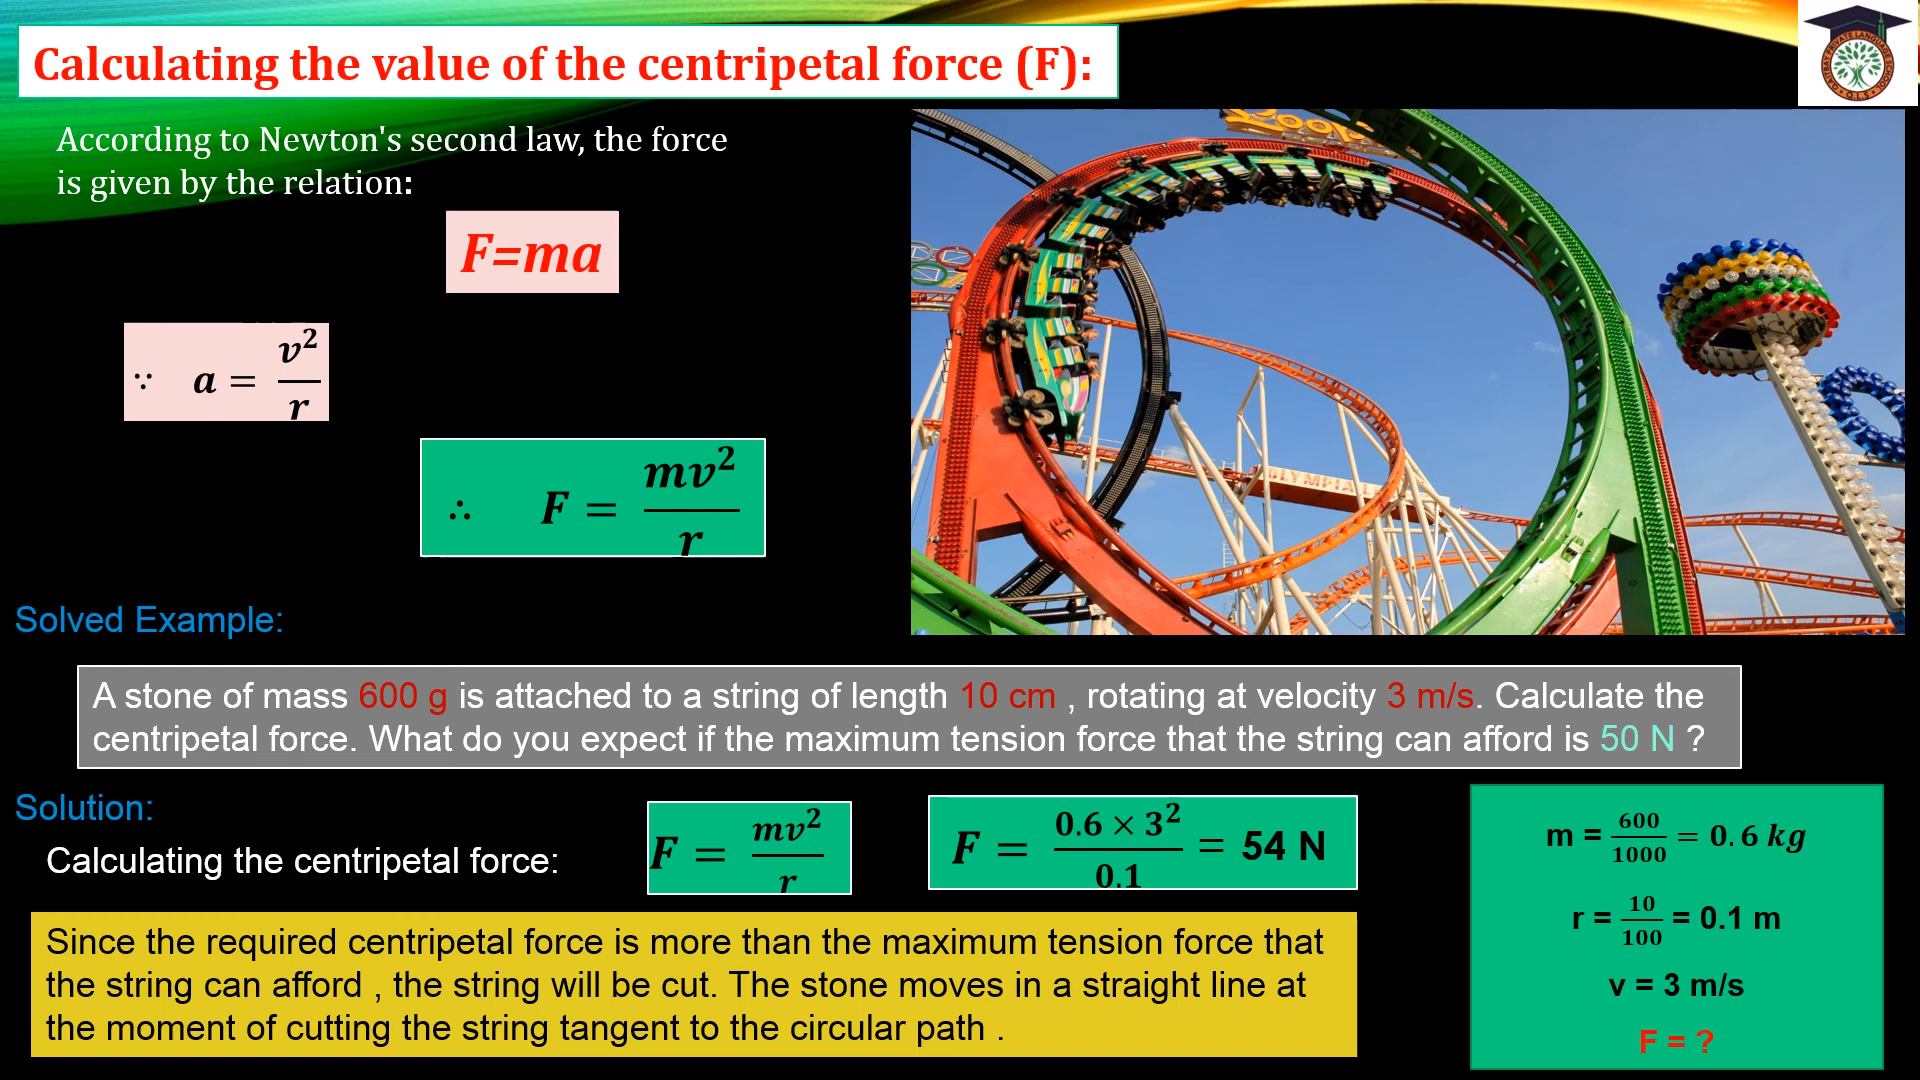 Calculating the value of the centripetal force (F):
According to Newton's second law, the force
is given by the relation:
F=ma
∵ a = v²/r
∴ F = mv²/r
Loop
OLYMPIA
Solved Example:
A stone of mass 600 g is attached to a string of length 10 cm , rotating at velocity 3 m/s. Calculate the
centripetal force. What do you expect if the maximum tension force that the string can afford is 50 N ?
Solution:
Calculating the centripetal force:
F = mv²/r
F = 0.6 × 3²/0.1 = 54 N
Since the required centripetal force is more than the maximum tension force that
the string can afford , the string will be cut. The stone moves in a straight line at
the moment of cutting the string tangent to the circular path .
m = 600/1000 = 0.6 kg
r = 10/100 = 0.1 m
v = 3 m/s
F = ?